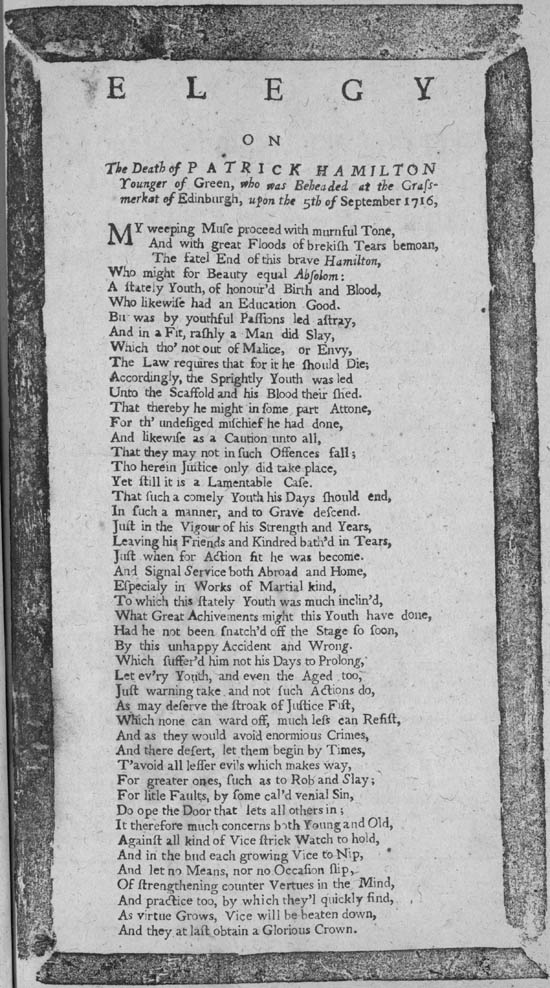 ELEGY
ON
The Death of PATRICK HAMILTON
Younger of Green, who was Beheaded at the Graſs-
merkat of Edinburgh, upon the 5th of September 1716,
MY weeping Muſe proceed with murnful Tone,
And with great Floods of brekiſh Tears bemoan,
The fatel End of this brave Hamilton,
Who might for Beauty equal Abſolom:
A ſtately Youth, of honour'd Birth and Blood,
Who likewiſe had an Education Good.
But was by youthful Paſſions led aſtray,
And in a Fit, raſhly a Man did Slay,
Which tho' not out of Malice, or Envy,
The Law requires that for it he ſhould Die;
Accordingly, the Sprightly Youth was led
Unto the Scaffold and his Blood their ſhed.
That thereby he might in ſome part Attone,
For th' undeſiged miſchief he had done,
And likewiſe as a Caution unto all,
That they may not in ſuch Offences fall;
Tho herein Juſtice only did take place,
Yet ſtill it is a Lamentable Caſe.
That ſuch a comely Youth his Days ſhould end,
In ſuch a manner, and to Grave deſcend.
Juſt in the Vigour of his Strength and Years,
Leaving his Friends and Kindred bath'd in Tears,
Juſt when for Action fit he was become.
And Signal Service both Abroad and Home,
Eſpecialy in Works of Martial kind,
To which this ſtately Youth was much inclin'd,
What Great Achivements might this Youth have done,
Had he not been ſnatch'd off the Stage ſo ſoon,
By this unhappy Accident and Wrong.
Which ſuffer'd him not his Days to Prolong,
Let ev'ry Youth, and even the Aged too,
Juſt warning take and not ſuch Actions do,
As may deſerve the ſtroak of Juſtice Fiſt,
Which none can ward off, much leſs can Reſiſt,
And as they would avoid enormious Crimes,
And there deſert, let them begin by Times,
T'avoid all leſſer evils which makes way,
For greater ones, ſuch as to Rob and Slay;
For litle Faults, by ſome cal'd venial Sin,
Do ope the Door that lets all others in;
It therefore much concerns both Young and Old,
Againſt all kind of Vice ſtrick Watch to hold,
And in the bud each growing Vice to Nip,
And let no Means, nor no Occaſion ſlip,
Of ſtrengthening counter Vertues in the Mind,
And practice too, by which they'l quickly find,
As virtue Grows, Vice will be beaten down,
And they at laſt obtain a Glorious Crown.